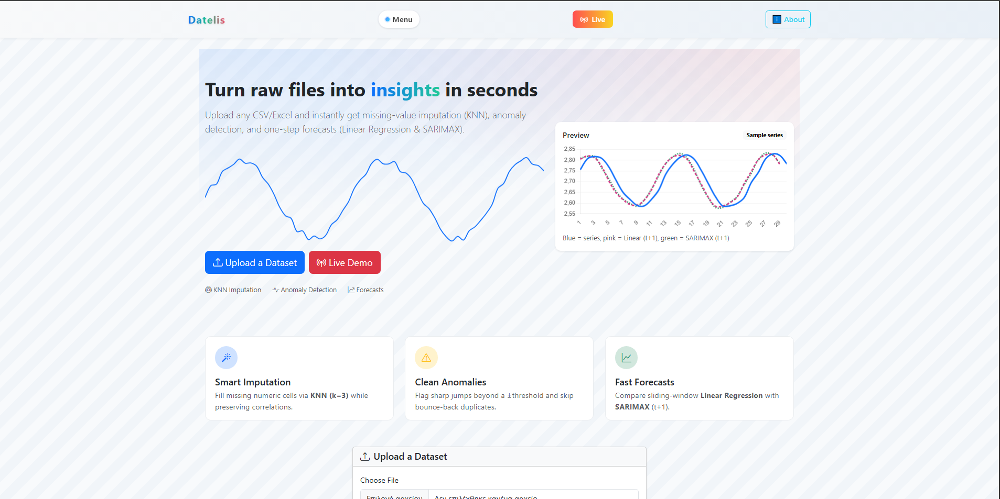 Datelis
Menu
Live
About
Turn raw files into insights in seconds
Upload any CSV/Excel and instantly get missing-value imputation (KNN), anomaly
detection, and one-step forecasts (Linear Regression & SARIMAX).
Preview
Sample series
2,85
2,80
2,75
2,70
2,65
2,60
2,55
1 3 5 7 9 11 13 15 17 19 21 23 25 27 29
Blue = series, pink = Linear (t+1), green = SARIMAX (t+1)
Upload a Dataset
Live Demo
KNN Imputation
Anomaly Detection
Forecasts
Smart Imputation
Fill missing numeric cells via KNN (k=3) while
preserving correlations.
Clean Anomalies
Flag sharp jumps beyond a ±threshold and skip
bounce-back duplicates.
Fast Forecasts
Compare sliding-window Linear Regression with
SARIMAX (t+1).
Upload a Dataset
Choose File
Επιλογή αρχείου
Δεν επιλέχθηκε κανένα αρχείο